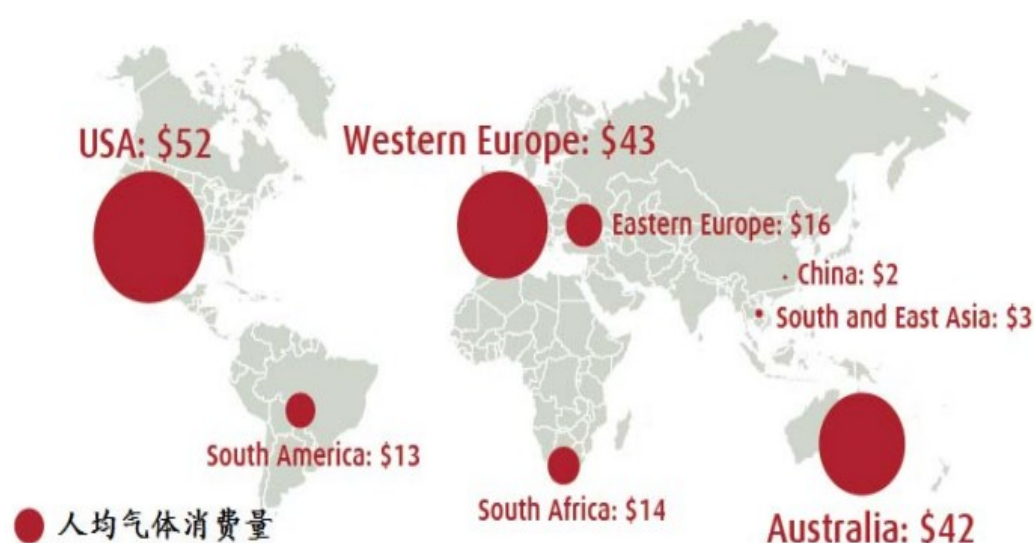 USA: $52
Western Europe: $43
Eastern Europe: $16
China: $2
South and East Asia: $3
South America: $13
South Africa: $14
Australia: $42
人均气体消费量